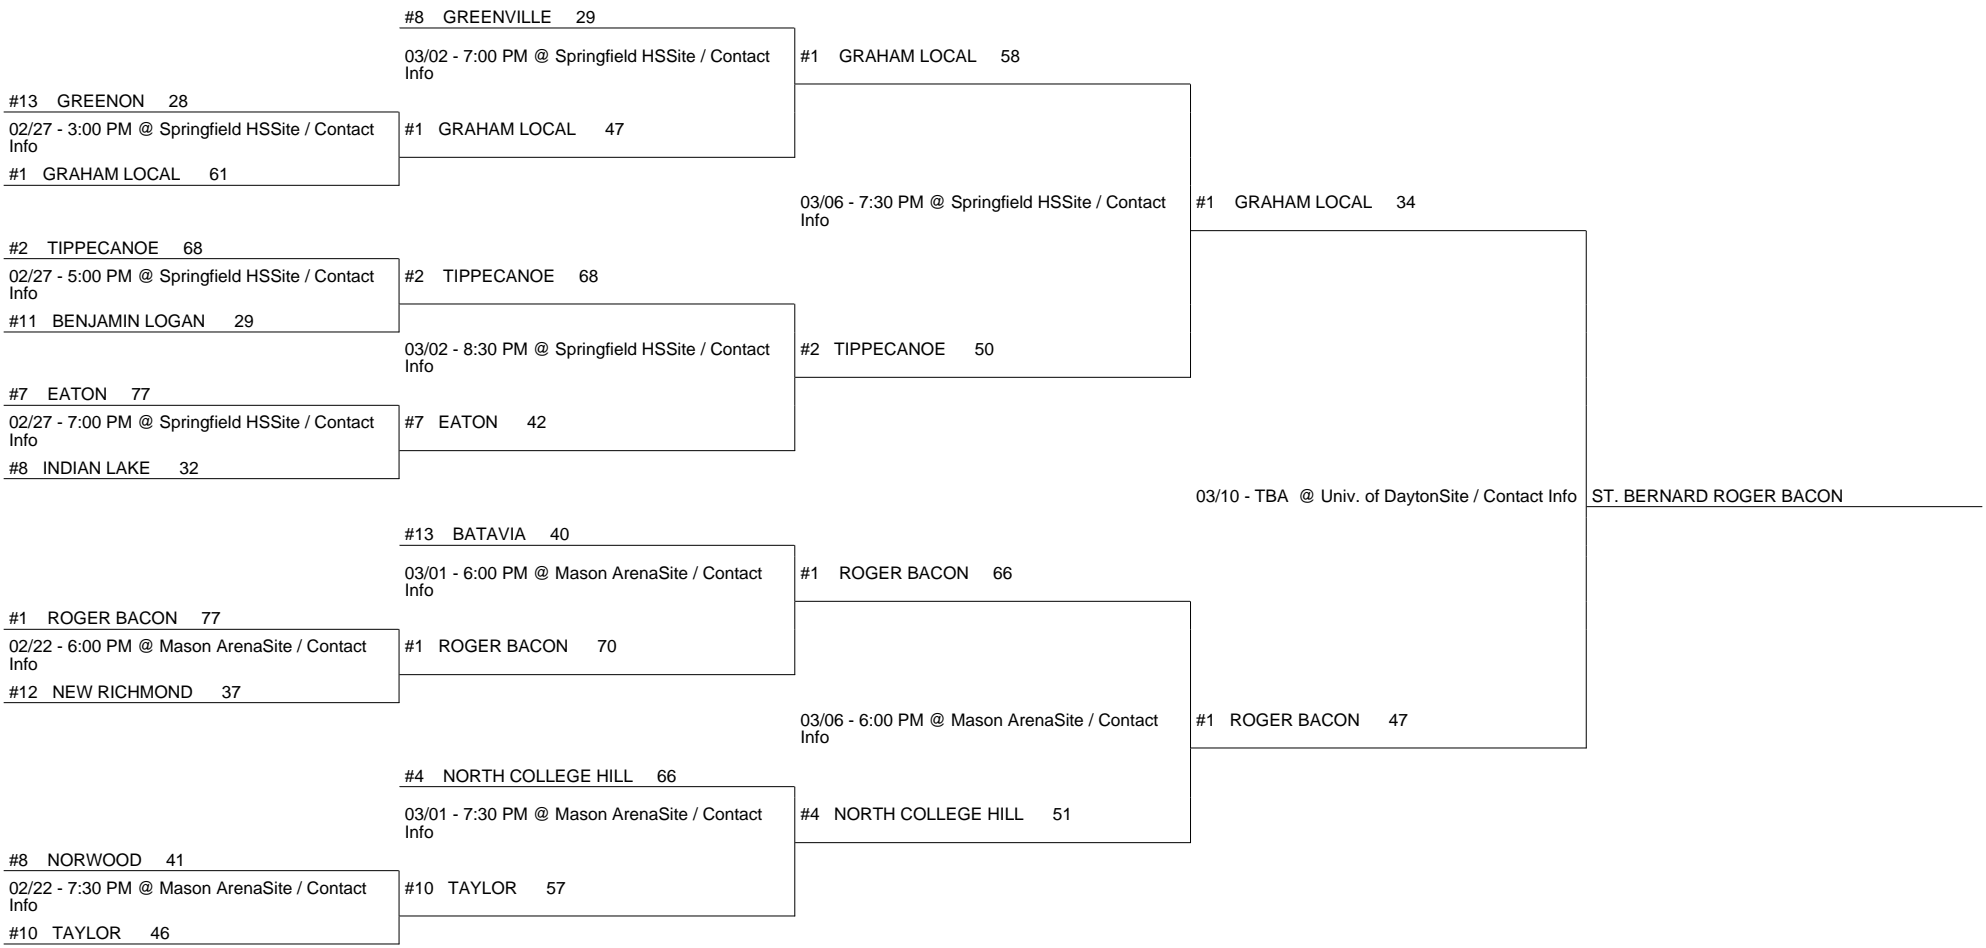 #8 GREENVILLE 29
03/02 - 7:00 PM @ Springfield HSSite / Contact
Info
#1 GRAHAM LOCAL 58
#13 GREENON 28
02/27 - 3:00 PM @ Springfield HSSite / Contact
Info
#1 GRAHAM LOCAL 47
#1 GRAHAM LOCAL 61
03/06 - 7:30 PM @ Springfield HSSite / Contact
Info
#1 GRAHAM LOCAL 34
#2 TIPPECANOE 68
02/27 - 5:00 PM @ Springfield HSSite / Contact
Info
#2 TIPPECANOE 68
#11 BENJAMIN LOGAN 29
03/02 - 8:30 PM @ Springfield HSSite / Contact
Info
#2 TIPPECANOE 50
#7 EATON 77
02/27 - 7:00 PM @ Springfield HSSite / Contact
Info
#7 EATON 42
#8 INDIAN LAKE 32
03/10 - TBA @ Univ. of DaytonSite / Contact Info
ST. BERNARD ROGER BACON
#13 BATAVIA 40
03/01 - 6:00 PM @ Mason ArenaSite / Contact
Info
#1 ROGER BACON 66
#1 ROGER BACON 77
02/22 - 6:00 PM @ Mason ArenaSite / Contact
Info
#1 ROGER BACON 70
#12 NEW RICHMOND 37
03/06 - 6:00 PM @ Mason ArenaSite / Contact
Info
#1 ROGER BACON 47
#4 NORTH COLLEGE HILL 66
03/01 - 7:30 PM @ Mason ArenaSite / Contact
Info
#4 NORTH COLLEGE HILL 51
#8 NORWOOD 41
02/22 - 7:30 PM @ Mason ArenaSite / Contact
Info
#10 TAYLOR 57
#10 TAYLOR 46